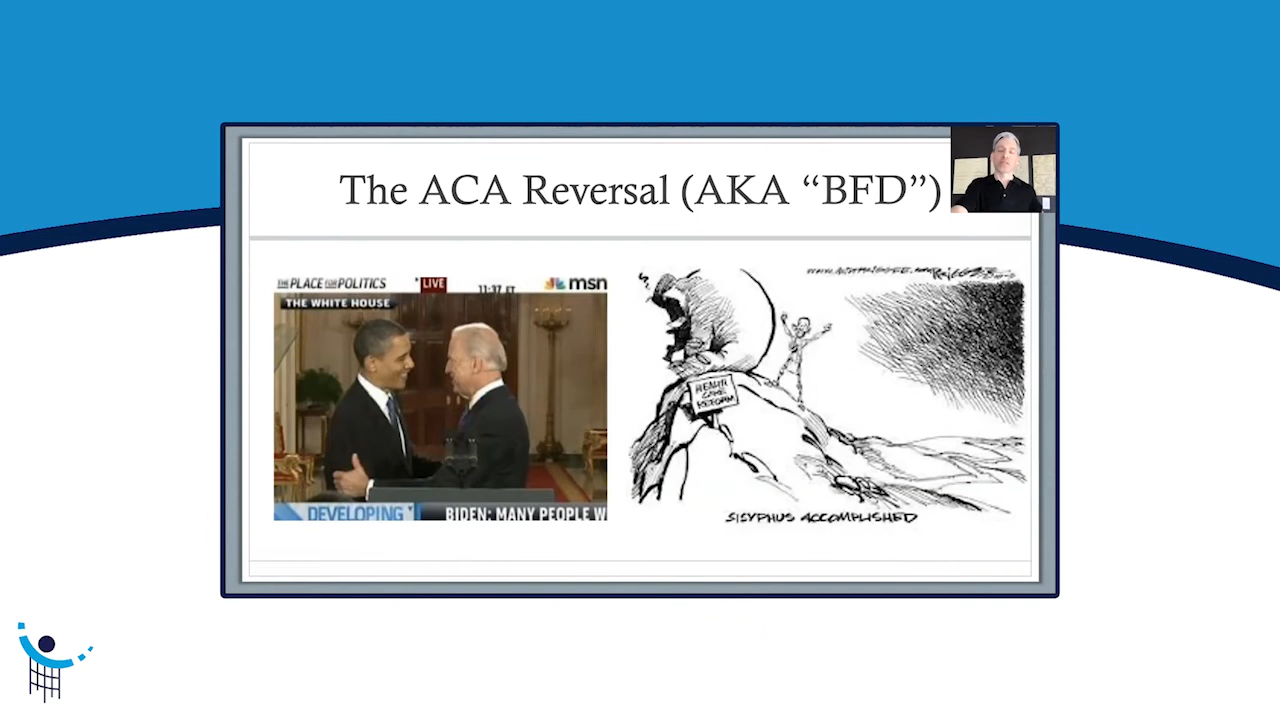 The ACA Reversal (AKA “BFD”)
THE PLACE FOR POLITICS
LIVE
11:37 ET
msn
THE WHITE HOUSE
DEVELOPING
BIDEN: MANY PEOPLE W
HEALTH
CARE
REFORM
SISYPHUS ACCOMPLISHED